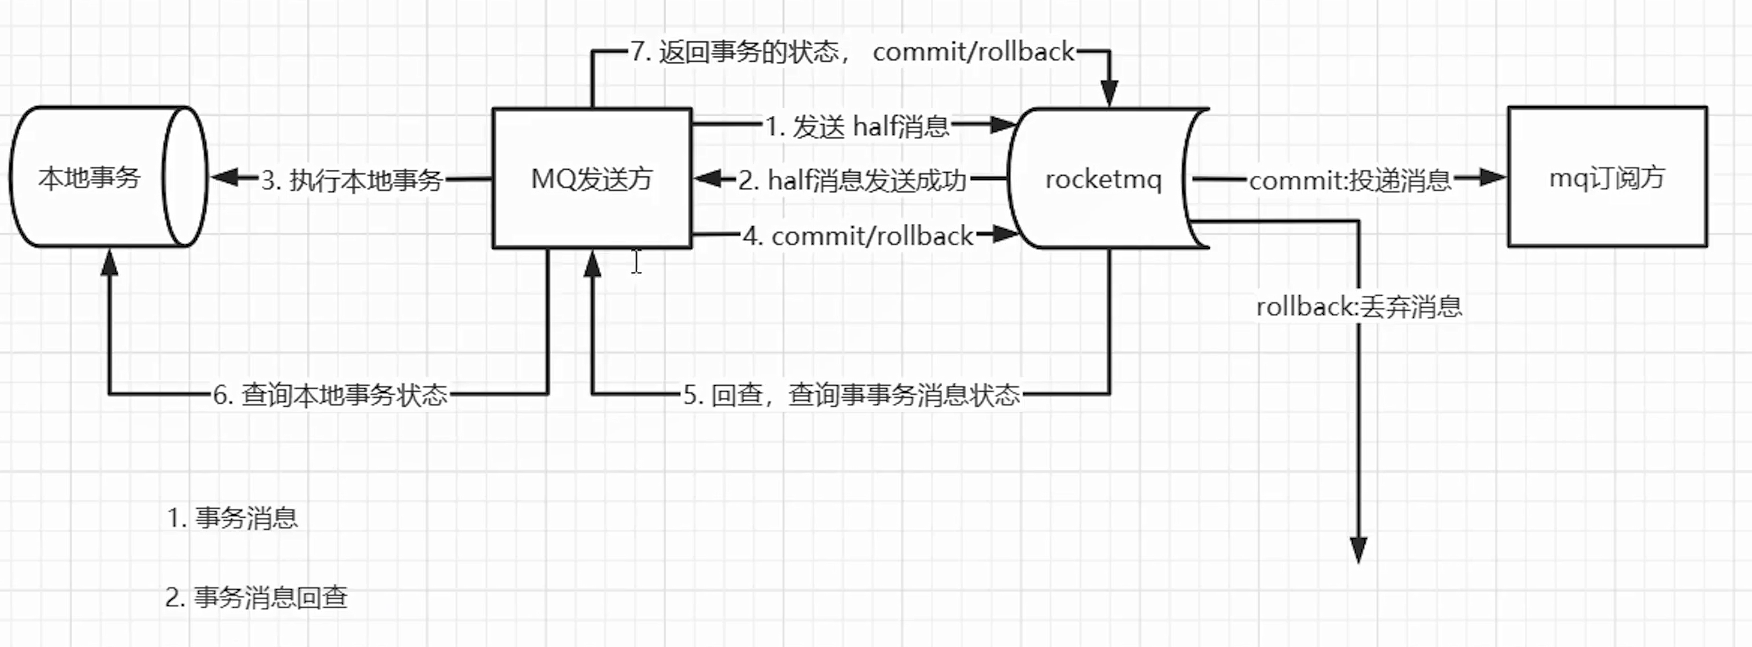 7. 返回事务的状态， commit/rollback
1. 发送 half消息
本地事务
3. 执行本地事务
MQ发送方
2. half消息发送成功
rocketmq
commit:投递消息
mq订阅方
4. commit/rollback
rollback:丢弃消息
6. 查询本地事务状态
5. 回查，查询事事务消息状态
1. 事务消息
2. 事务消息回查